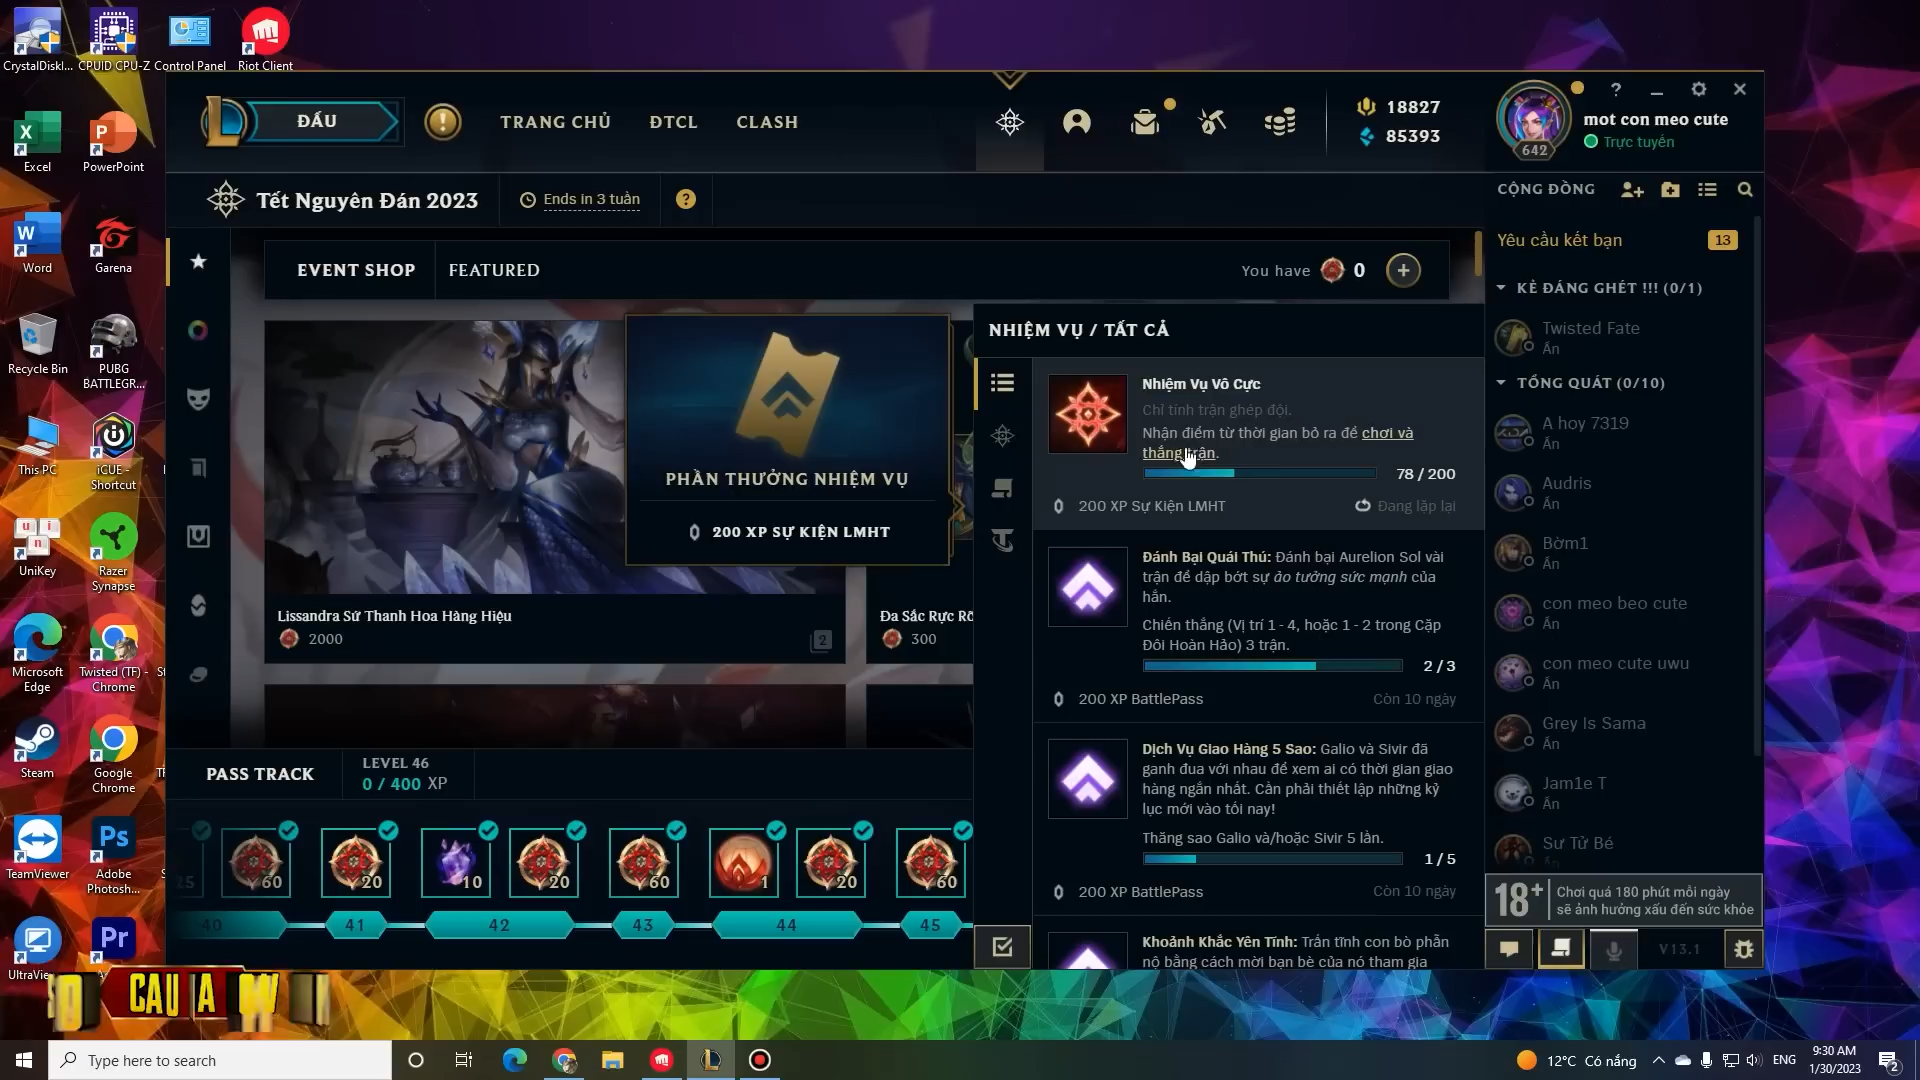 CrystalDiskI...
CPUID CPU-Z
Control Panel
Riot Client
Excel
PowerPoint
Word
Garena
Recycle Bin
PUBG
BATTLEGR...
This PC
iCUE -
Shortcut
UniKey
Razer
Synapse
Microsoft
Edge
Twisted (TF) -
Chrome
Steam
Google
Chrome
TeamViewer
Adobe
Photosh...
UltraVie...
ĐẤU
TRANG CHỦ
ĐTCL
CLASH
18827
85393
642
mot con meo cute
Trực tuyến
Tết Nguyên Đán 2023
Ends in 3 tuần
EVENT SHOP
FEATURED
You have
0
Lissandra Sứ Thanh Hoa Hàng Hiệu
2000
2
Đa Sắc Rực Rỡ
300
PHẦN THƯỞNG NHIỆM VỤ
200 XP SỰ KIỆN LMHT
NHIỆM VỤ / TẤT CẢ
Nhiệm Vụ Vô Cực
Chỉ tính trận ghép đội.
Nhận điểm từ thời gian bỏ ra để chơi và
thắng trận.
78 / 200
200 XP Sự Kiện LMHT
Đang lặp lại
Đánh Bại Quái Thú: Đánh bại Aurelion Sol vài
trận để dập bớt sự ảo tưởng sức mạnh của
hắn.
Chiến thắng (Vị trí 1 - 4, hoặc 1 - 2 trong Cặp
Đôi Hoàn Hảo) 3 trận.
2 / 3
200 XP BattlePass
Còn 10 ngày
Dịch Vụ Giao Hàng 5 Sao: Galio và Sivir đã
ganh đua với nhau để xem ai có thời gian giao
hàng ngắn nhất. Cần phải thiết lập những kỷ
lục mới vào tối nay!
Thăng sao Galio và/hoặc Sivir 5 lần.
1 / 5
200 XP BattlePass
Còn 10 ngày
Khoảnh Khắc Yên Tĩnh: Trấn tĩnh con bò phẫn
nộ bằng cách mời bạn bè của nó tham gia
PASS TRACK
LEVEL 46
0 / 400 XP
25
60
20
10
20
60
1
20
60
40
41
42
43
44
45
CỘNG ĐỒNG
Yêu cầu kết bạn
13
KẺ ĐÁNG GHÉT !!! (0/1)
Twisted Fate
Ẩn
TỔNG QUÁT (0/10)
A hoy 7319
Ẩn
Audris
Ẩn
Bờm1
Ẩn
con meo beo cute
Ẩn
con meo cute uwu
Ẩn
Grey Is Sama
Ẩn
Jam1e T
Ẩn
Sư Tử Bé
Ẩn
18+
Chơi quá 180 phút mỗi ngày
sẽ ảnh hưởng xấu đến sức khỏe
V13.1
Type here to search
12°C Có nắng
ENG
9:30 AM
1/30/2023
2